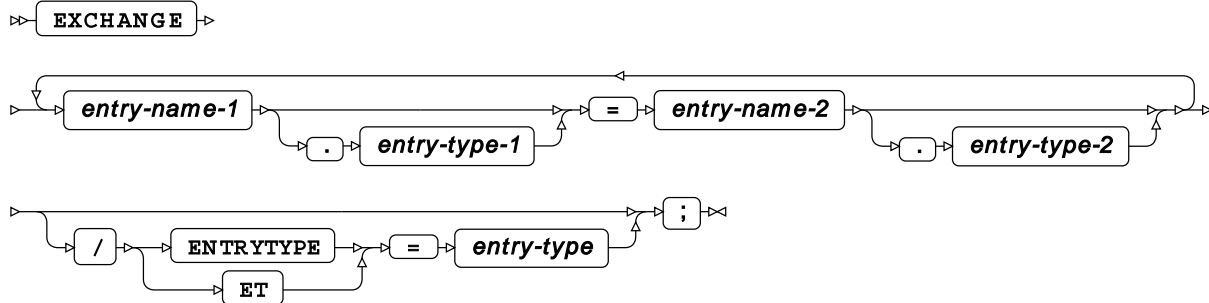 EXCHANGE
entry-name-1 = entry-name-2
. entry-type-1 . entry-type-2
/ ENTRYTYPE = entry-type ;
ET